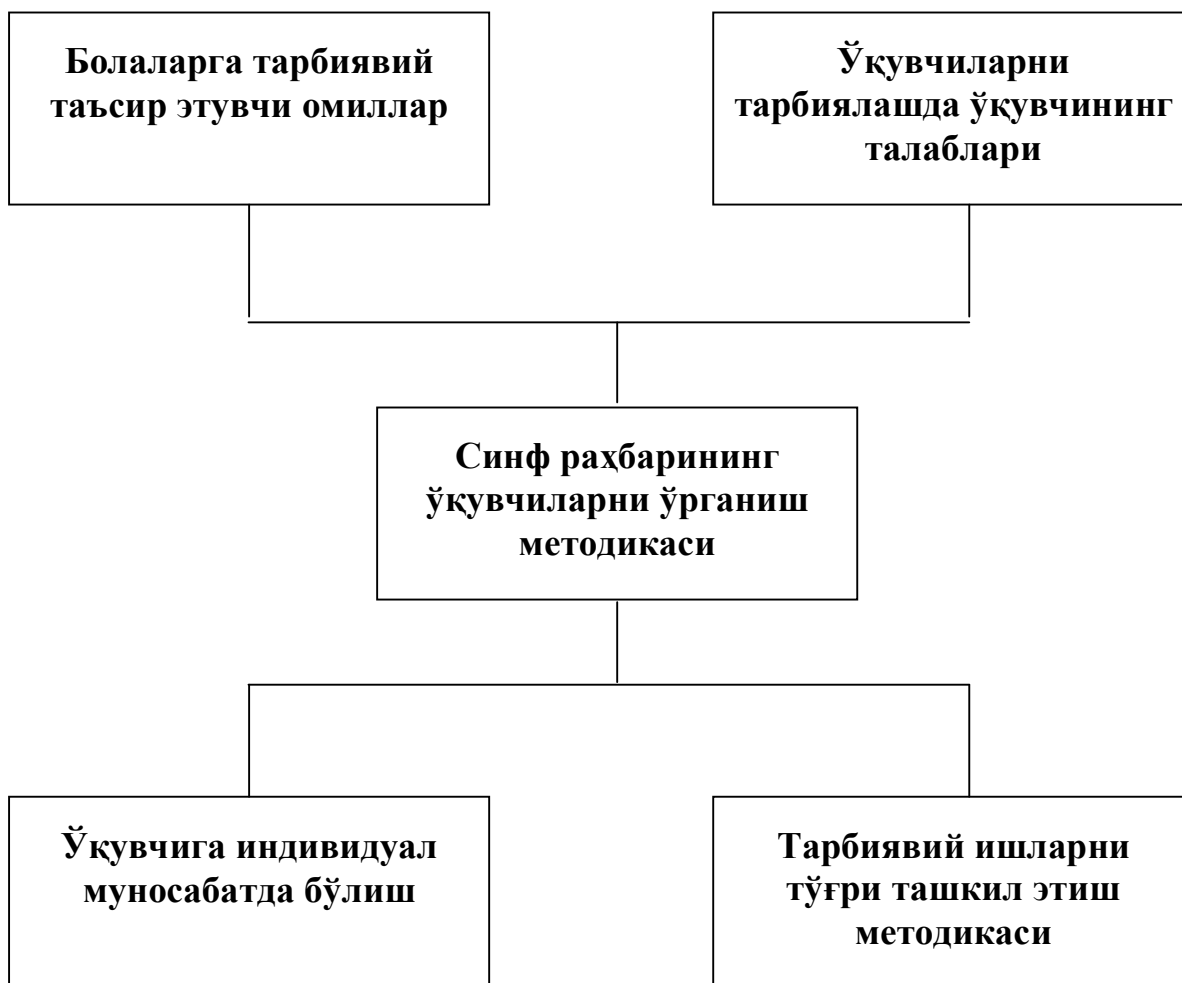 Болаларга тарбиявий
таъсир этувчи омиллар
Ўқувчиларни
тарбиялашда ўқувчининг
талаблари
Синф раҳбарининг
ўқувчиларни ўрганиш
методикаси
Ўқувчига индивидуал
муносабатда бўлиш
Тарбиявий ишларни
тўғри ташкил этиш
методикаси